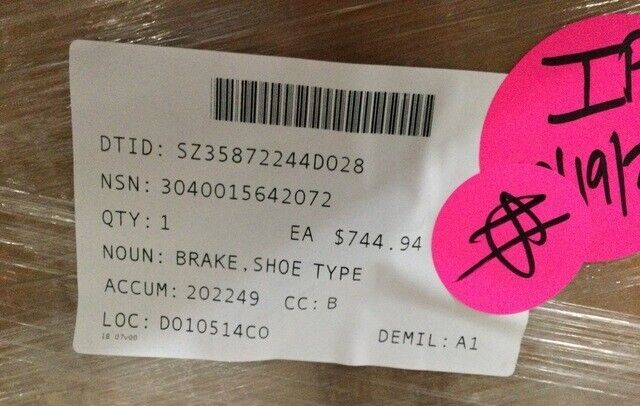 DTID: SZ35872244D028
NSN: 3040015642072
QTY: 1 EA $744.94
NOUN: BRAKE,SHOE TYPE
ACCUM: 202249 CC: B
LOC: D010514CO DEMIL: A1